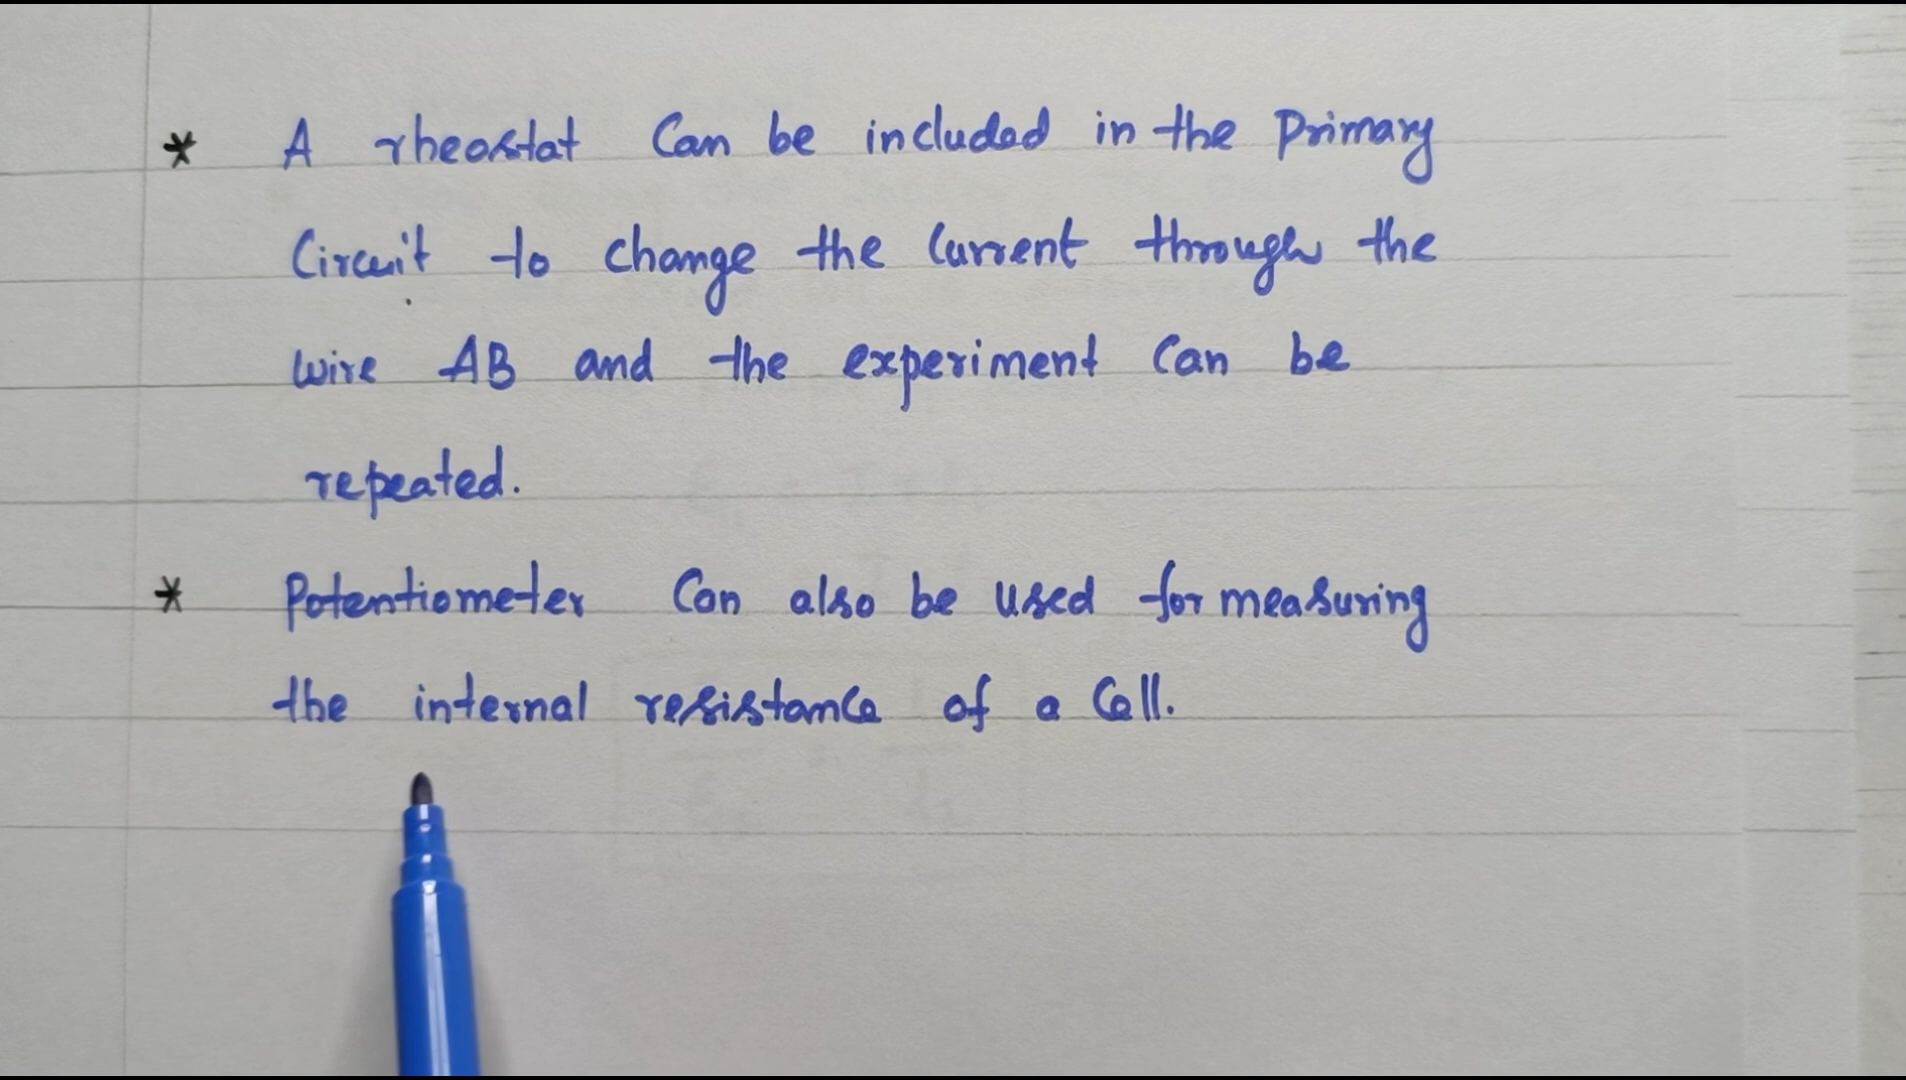 * A rheostat Can be included in the Primary
Circuit to change the Current through the
wire AB and the experiment Can be
repeated.
* Potentiometer Can also be used for measuring
the internal resistance of a Cell.